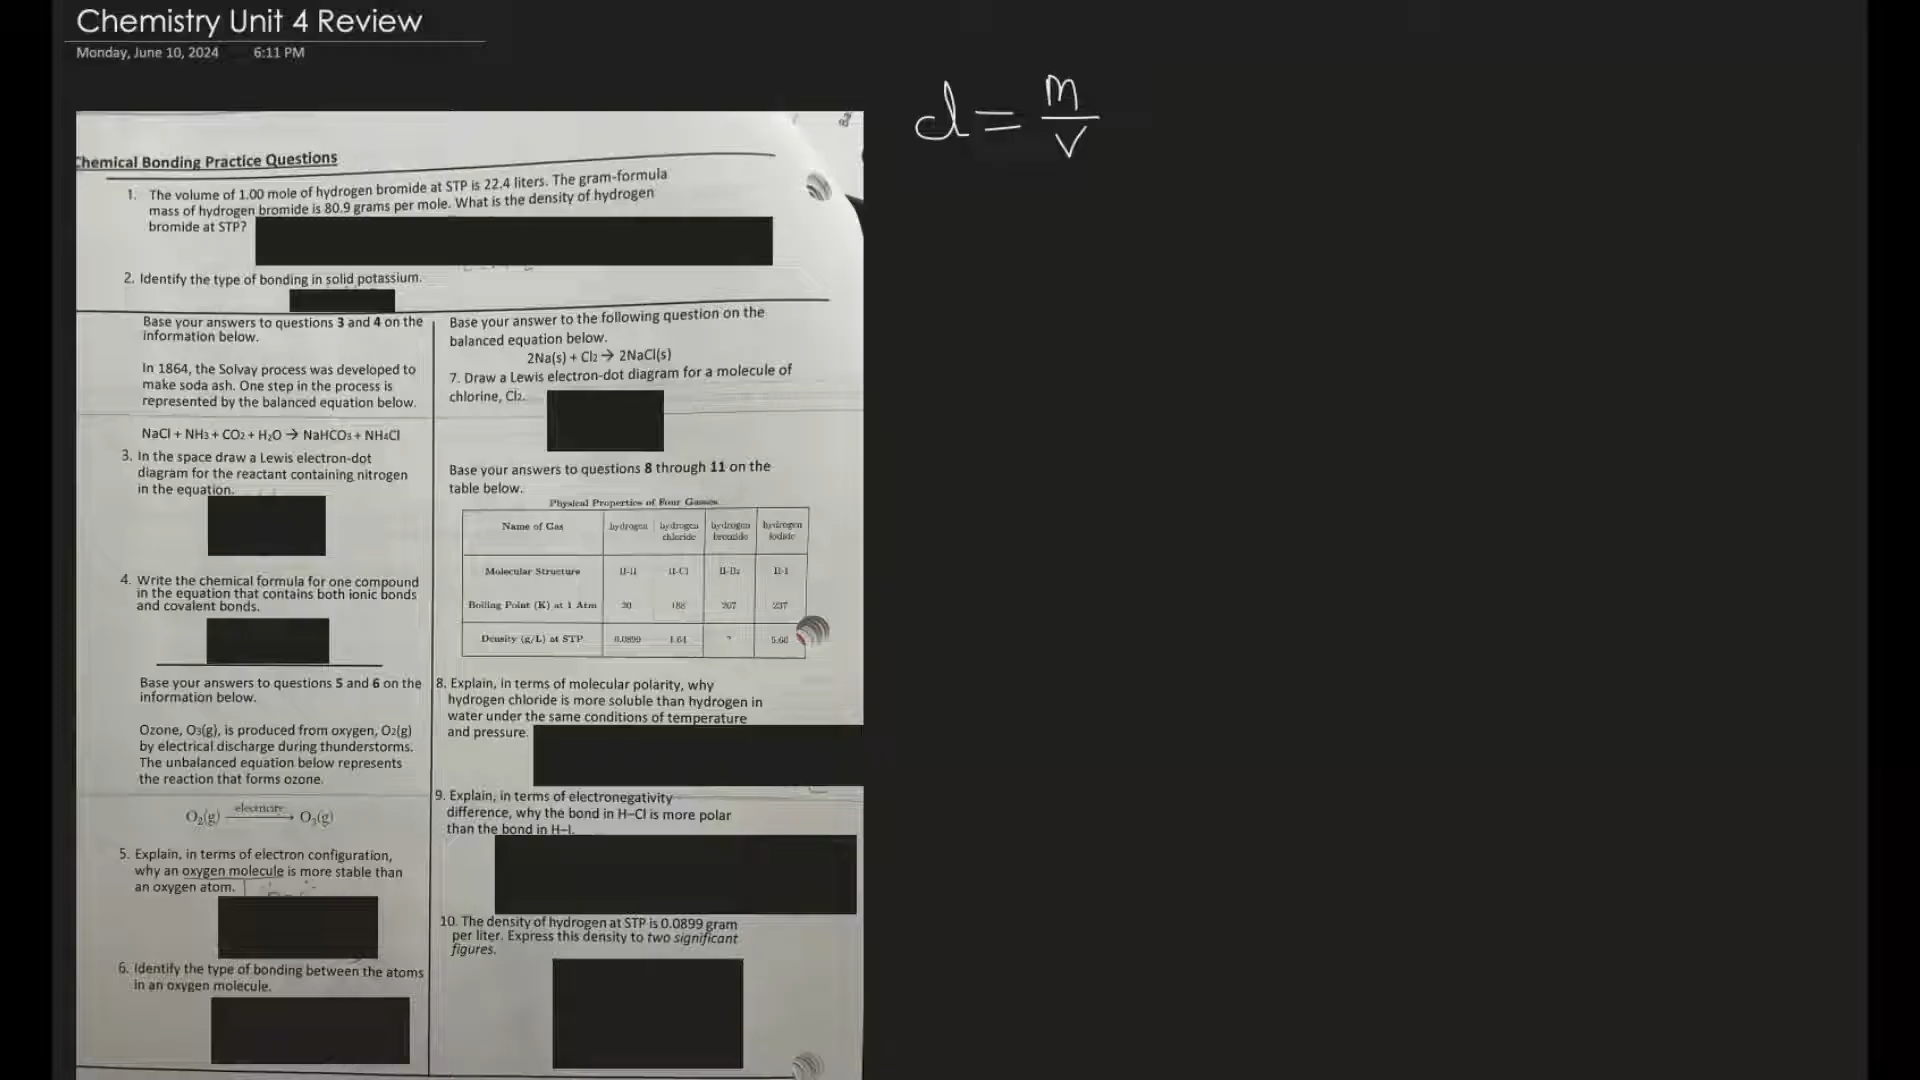 Chemistry Unit 4 Review
Monday, June 10, 2024 6:11 PM
d = m/v
Chemical Bonding Practice Questions
1. The volume of 1.00 mole of hydrogen bromide at STP is 22.4 liters. The gram-formula
mass of hydrogen bromide is 80.9 grams per mole. What is the density of hydrogen
bromide at STP?
2. Identify the type of bonding in solid potassium.
Base your answers to questions 3 and 4 on the
information below.
In 1864, the Solvay process was developed to
make soda ash. One step in the process is
represented by the balanced equation below.
NaCl + NH3 + CO2 + H2O → NaHCO3 + NH4Cl
3. In the space draw a Lewis electron-dot
diagram for the reactant containing nitrogen
in the equation.
4. Write the chemical formula for one compound
in the equation that contains both ionic bonds
and covalent bonds.
Base your answers to questions 5 and 6 on the
information below.
Ozone, O3(g), is produced from oxygen, O2(g)
by electrical discharge during thunderstorms.
The unbalanced equation below represents
the reaction that forms ozone.
O2(g) electricity → O3(g)
5. Explain, in terms of electron configuration,
why an oxygen molecule is more stable than
an oxygen atom.
6. Identify the type of bonding between the atoms
in an oxygen molecule.
Base your answer to the following question on the
balanced equation below.
2Na(s) + Cl2 → 2NaCl(s)
7. Draw a Lewis electron-dot diagram for a molecule of
chlorine, Cl2.
Base your answers to questions 8 through 11 on the
table below.
Physical Properties of Four Gasses
Name of Gas hydrogen hydrogen chloride hydrogen bromide hydrogen iodide
Molecular Structure H-H H-Cl H-Br H-I
Boiling Point (K) at 1 Atm 20 188 207 237
Density (g/L) at STP 0.0899 1.64 ? 5.66
8. Explain, in terms of molecular polarity, why
hydrogen chloride is more soluble than hydrogen in
water under the same conditions of temperature
and pressure.
9. Explain, in terms of electronegativity
difference, why the bond in H–Cl is more polar
than the bond in H–I.
10. The density of hydrogen at STP is 0.0899 gram
per liter. Express this density to two significant
figures.